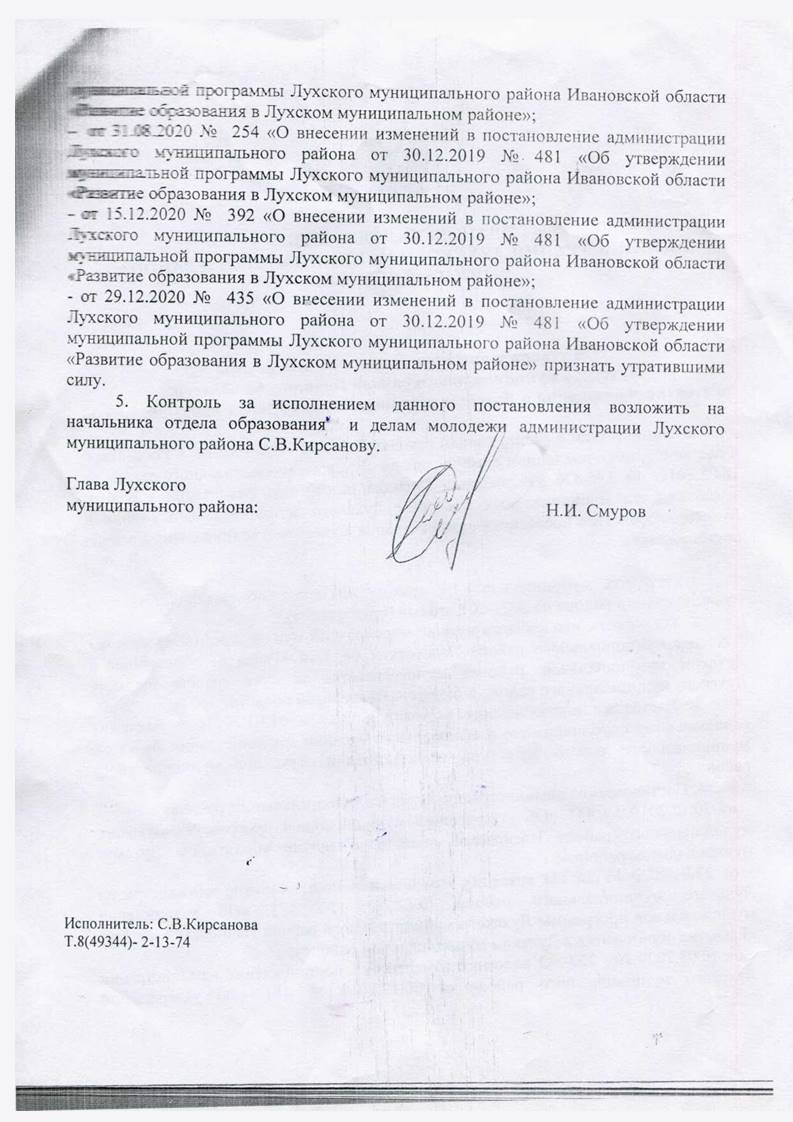 муниципальной программы Лухского муниципального района Ивановской области
«Развитие образования в Лухском муниципальном районе»;
- от 31.08.2020 № 254 «О внесении изменений в постановление администрации
Лухского муниципального района от 30.12.2019 № 481 «Об утверждении
муниципальной программы Лухского муниципального района Ивановской области
«Развитие образования в Лухском муниципальном районе»;
- от 15.12.2020 № 392 «О внесении изменений в постановление администрации
Лухского муниципального района от 30.12.2019 № 481 «Об утверждении
муниципальной программы Лухского муниципального района Ивановской области
«Развитие образования в Лухском муниципальном районе»;
- от 29.12.2020 № 435 «О внесении изменений в постановление администрации
Лухского муниципального района от 30.12.2019 № 481 «Об утверждении
муниципальной программы Лухского муниципального района Ивановской области
«Развитие образования в Лухском муниципальном районе» признать утратившими
силу.
5. Контроль за исполнением данного постановления возложить на
начальника отдела образования и делам молодежи администрации Лухского
муниципального района С.В.Кирсанову.
Глава Лухского
муниципального района: Н.И. Смуров
Исполнитель: С.В.Кирсанова
Т.8(49344)- 2-13-74